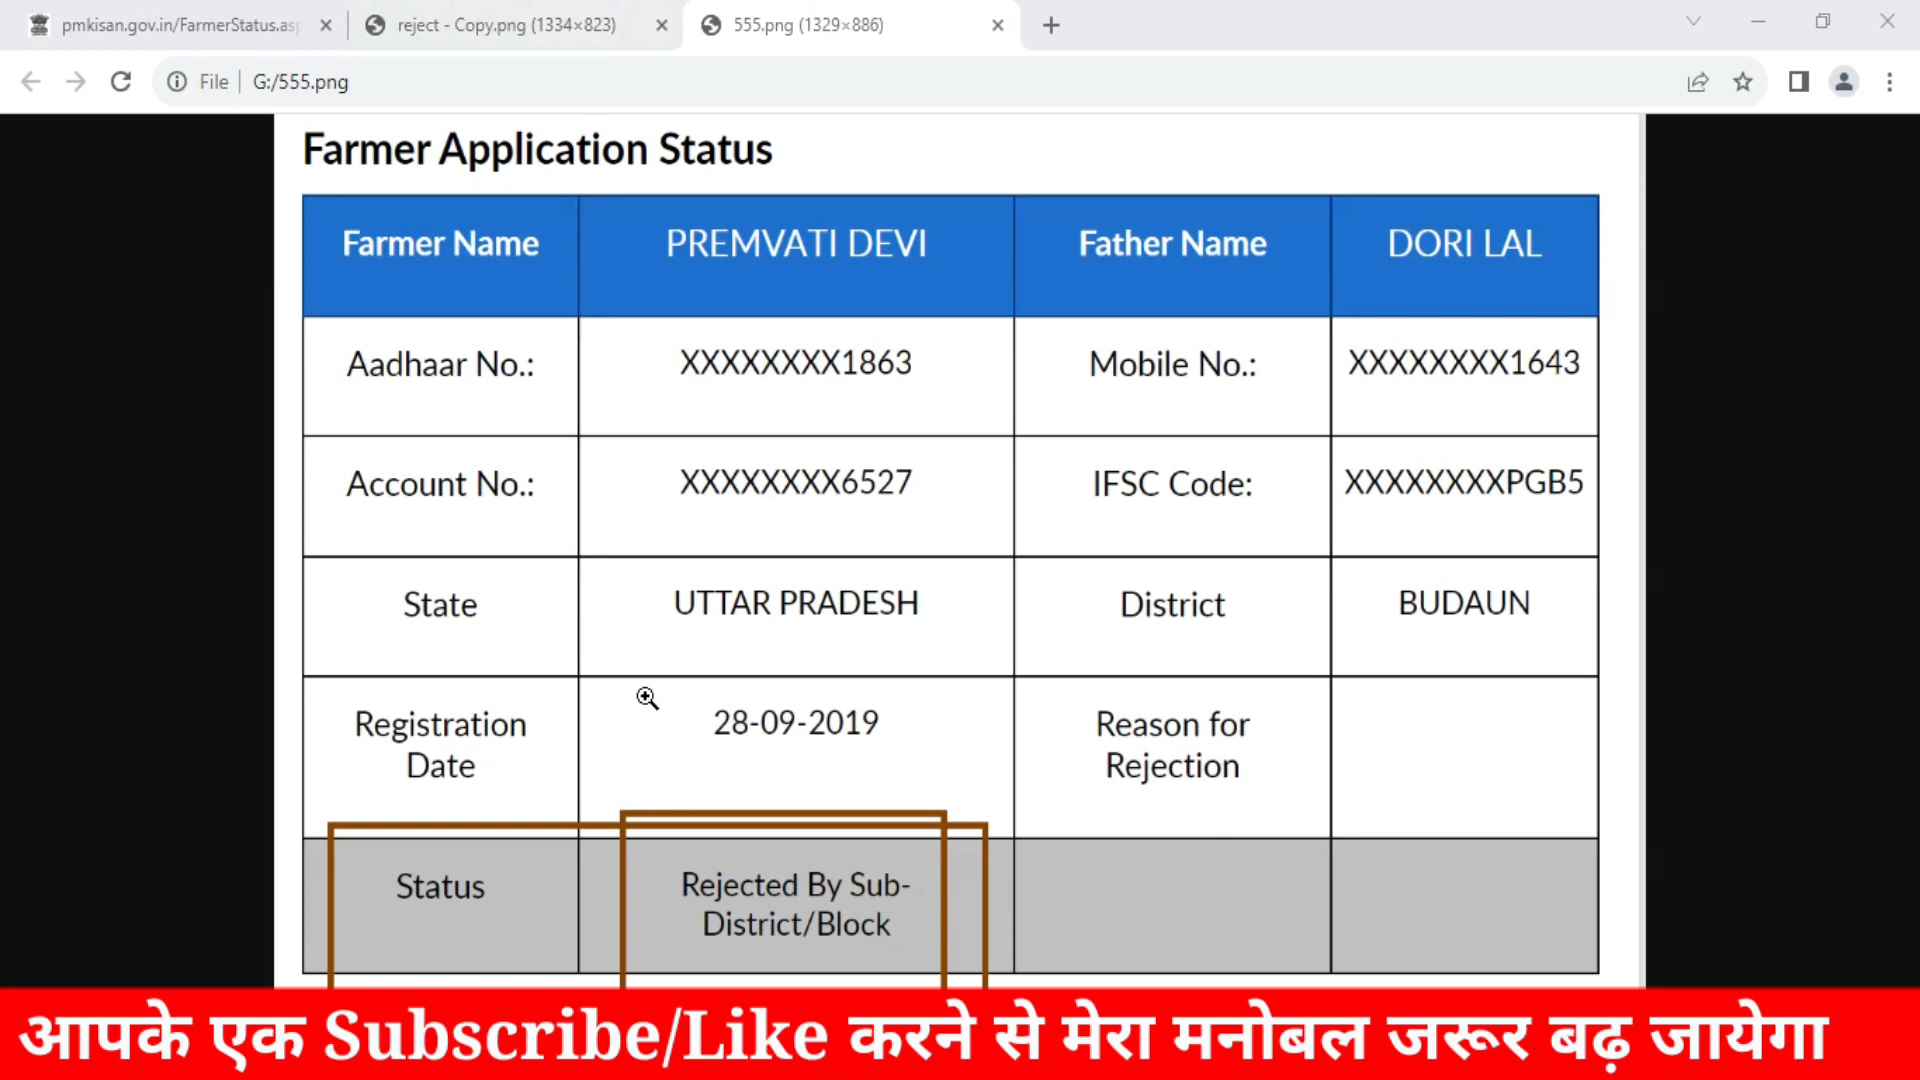 pmkisan.gov.in/FarmerStatus.as
reject - Copy.png (1334×823)
555.png (1329×886)
File
G:/555.png
Farmer Application Status
Farmer Name
PREMVATI DEVI
Father Name
DORI LAL
Aadhaar No.:
XXXXXXXX1863
Mobile No.:
XXXXXXXX1643
Account No.:
XXXXXXXX6527
IFSC Code:
XXXXXXXXPGB5
State
UTTAR PRADESH
District
BUDAUN
Registration
Date
28-09-2019
Reason for
Rejection
Status
Rejected By Sub-
District/Block
आपके एक Subscribe/Like करने से मेरा मनोबल जरूर बढ़ जायेगा